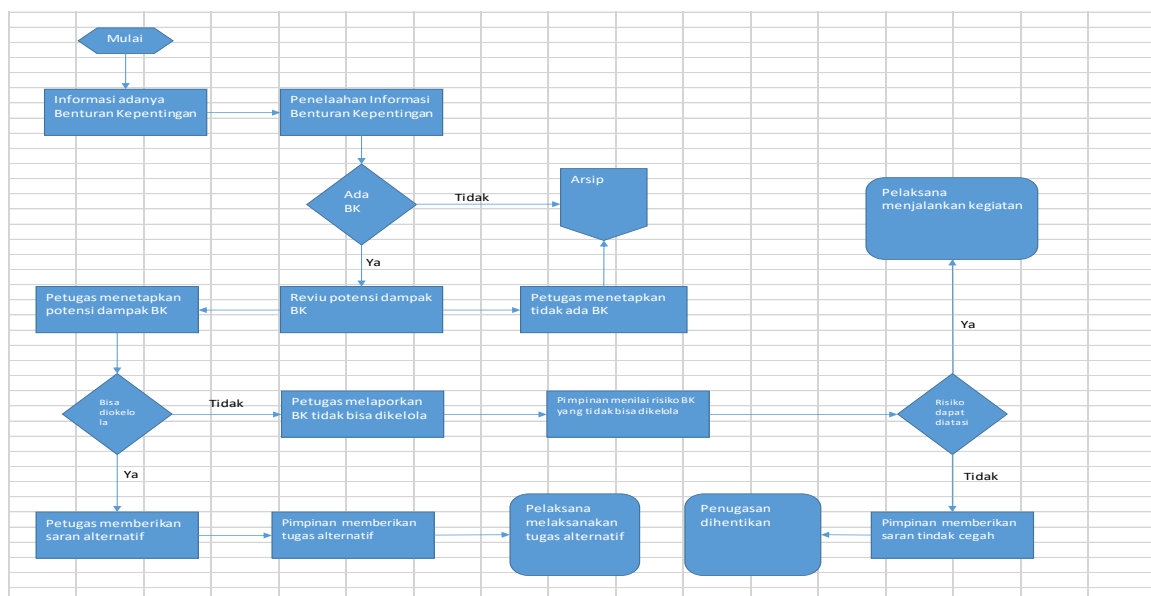 Mulai
Informasi adanya
Benturan Kepentingan
Penelaahan Informasi
Benturan Kepentingan
Ada
BK
Tidak
Arsip
Pelaksana
menjalankan kegiatan
Ya
Petugas menetapkan
potensi dampak BK
Reviu potensi dampak
BK
Petugas menetapkan
tidak ada BK
Ya
Bisa
diokelo
la
Tidak
Petugas melaporkan
BK tidak bisa dikelola
Pimpinan menilai risiko BK
yang tidak bisa dikelola
Risiko
dapat
diatasi
Ya
Tidak
Petugas memberikan
saran alternatif
Pimpinan memberikan
tugas alternatif
Pelaksana
melaksanakan
tugas alternatif
Penugasan
dihentikan
Pimpinan memberikan
saran tindak cegah